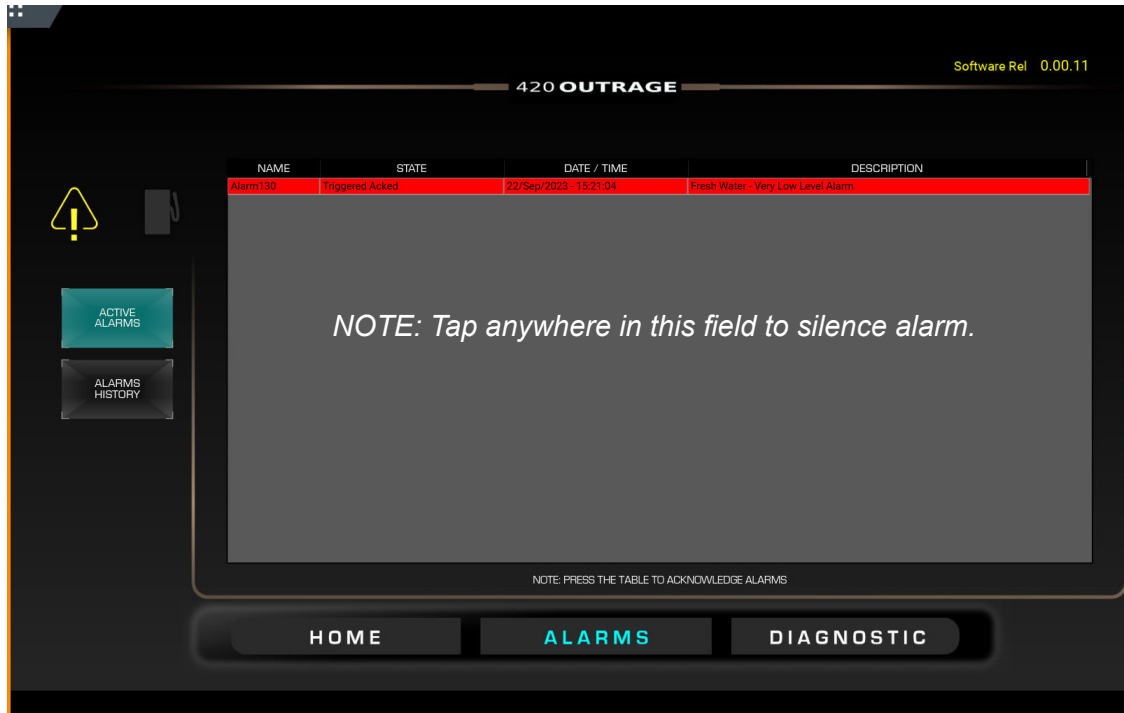 Software Rel 0.00.11
420 OUTRAGE
NAME STATE DATE / TIME DESCRIPTION
Alarm130 Triggered Acked 22/Sep/2023 - 15:21:04 Fresh Water - Very Low Level Alarm
ACTIVE
ALARMS
NOTE: Tap anywhere in this field to silence alarm.
ALARMS
HISTORY
NOTE: PRESS THE TABLE TO ACKNOWLEDGE ALARMS
HOME ALARMS DIAGNOSTIC